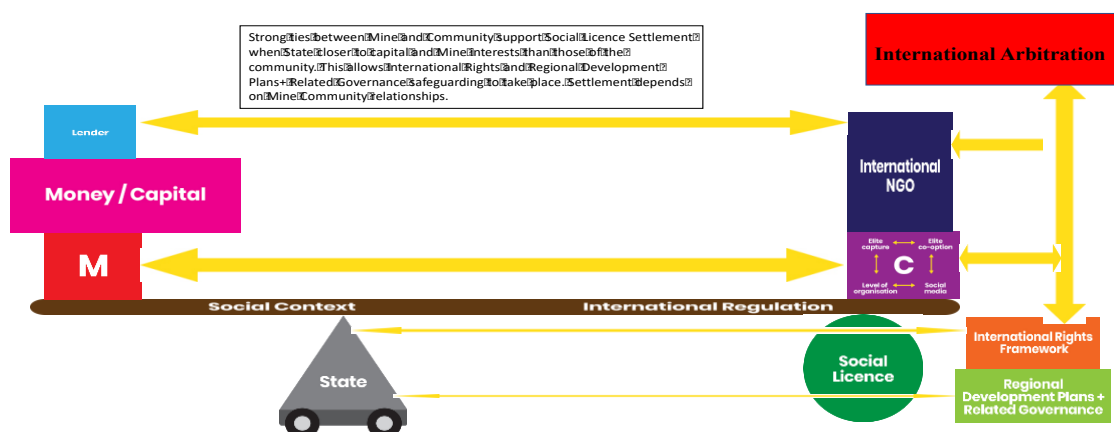 Strong ties between Mine and Community support Social Licence Settlement
when State closer to capital and Mine interests than those of the
community. This allows International Rights and Regional Development
Plans+ Related Governance safeguarding to take place. Settlement depends
on Mine Community relationships.
International Arbitration
Lender
Money / Capital
M
International
NGO
Elite
capture
Elite
co-option
C
Level of
organisation
Social
media
Social Context
International Regulation
State
Social
Licence
International Rights
Framework
Regional
Development Plans +
Related Governance